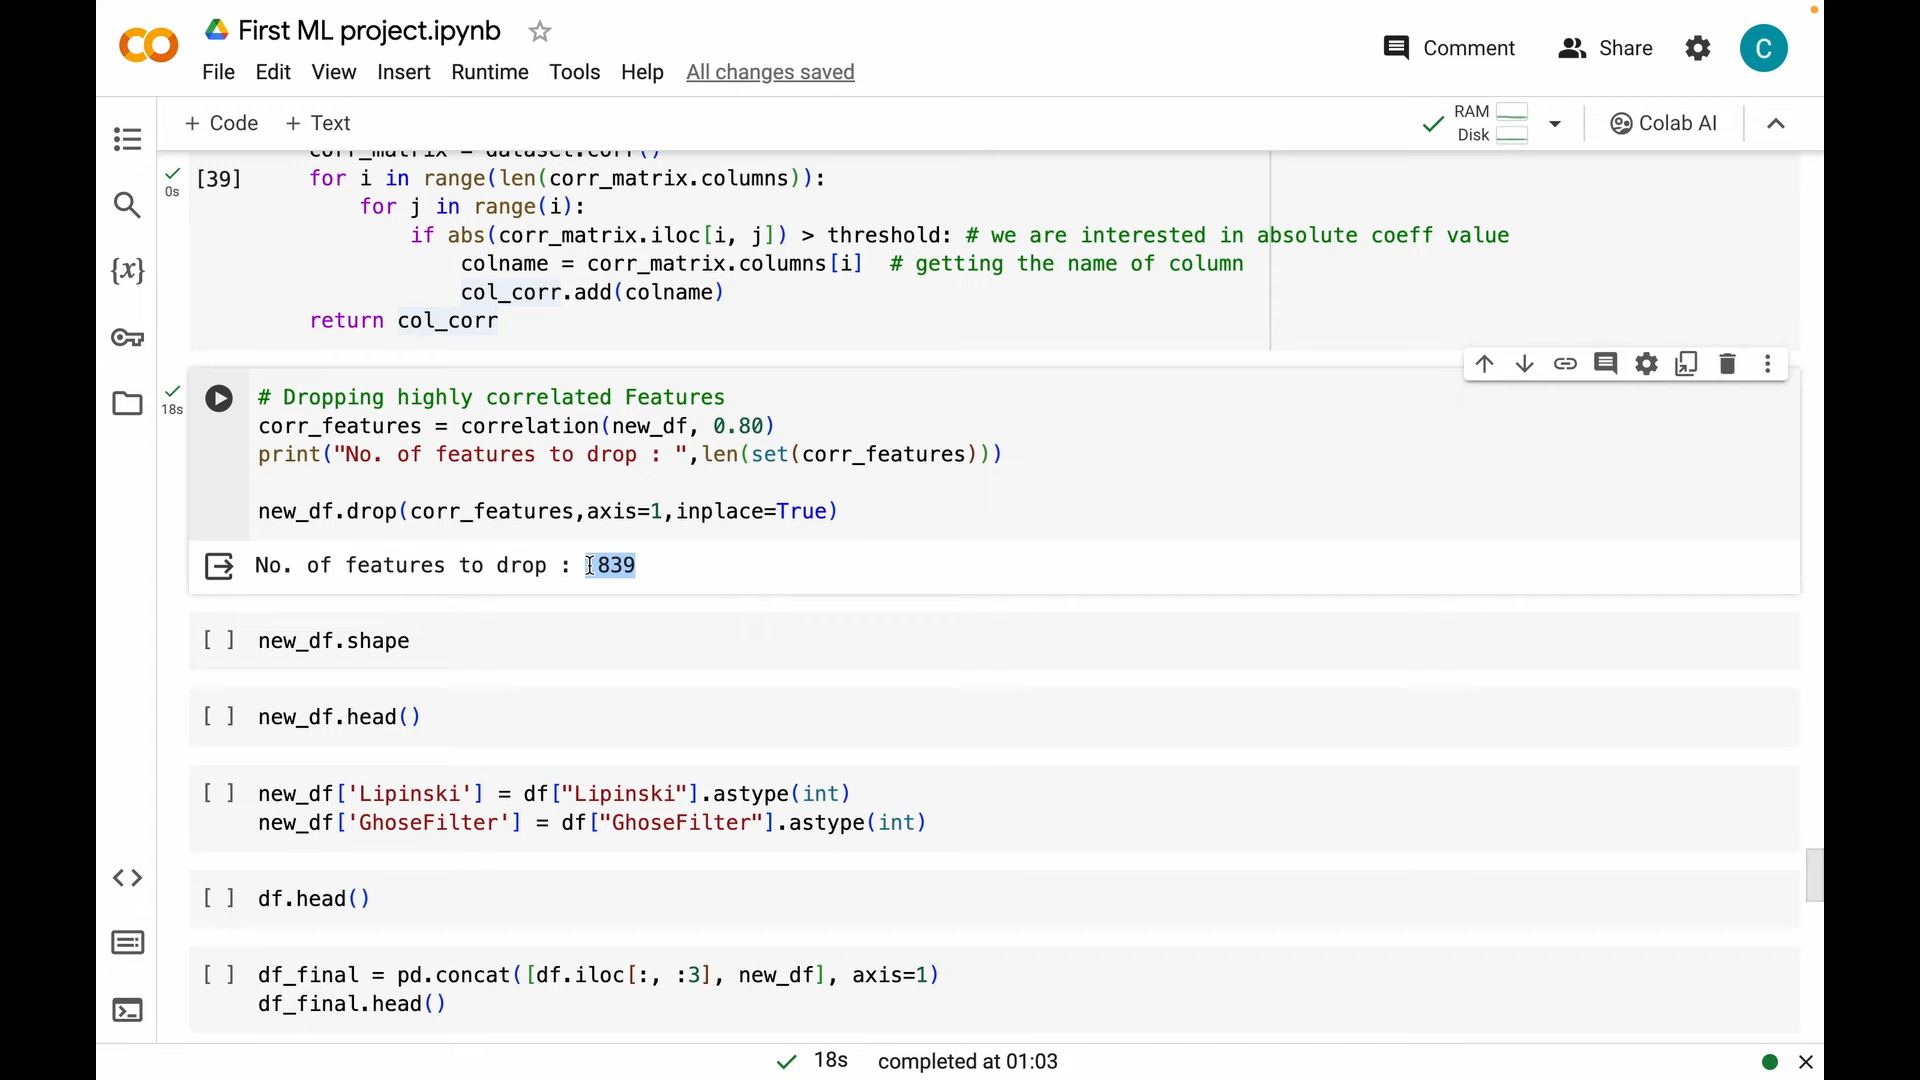 First ML project.ipynb
Comment
Share
C
File Edit View Insert Runtime Tools Help All changes saved
+ Code + Text
RAM
Disk
Colab AI
corr_matrix = dataset.corr()
0s
[39]
for i in range(len(corr_matrix.columns)):
for j in range(i):
if abs(corr_matrix.iloc[i, j]) > threshold: # we are interested in absolute coeff value
colname = corr_matrix.columns[i] # getting the name of column
col_corr.add(colname)
return col_corr
18s
# Dropping highly correlated Features
corr_features = correlation(new_df, 0.80)
print("No. of features to drop : ",len(set(corr_features)))
new_df.drop(corr_features,axis=1,inplace=True)
No. of features to drop : 839
[ ] new_df.shape
[ ] new_df.head()
[ ] new_df['Lipinski'] = df["Lipinski"].astype(int)
new_df['GhoseFilter'] = df["GhoseFilter"].astype(int)
[ ] df.head()
[ ] df_final = pd.concat([df.iloc[:, :3], new_df], axis=1)
df_final.head()
18s completed at 01:03